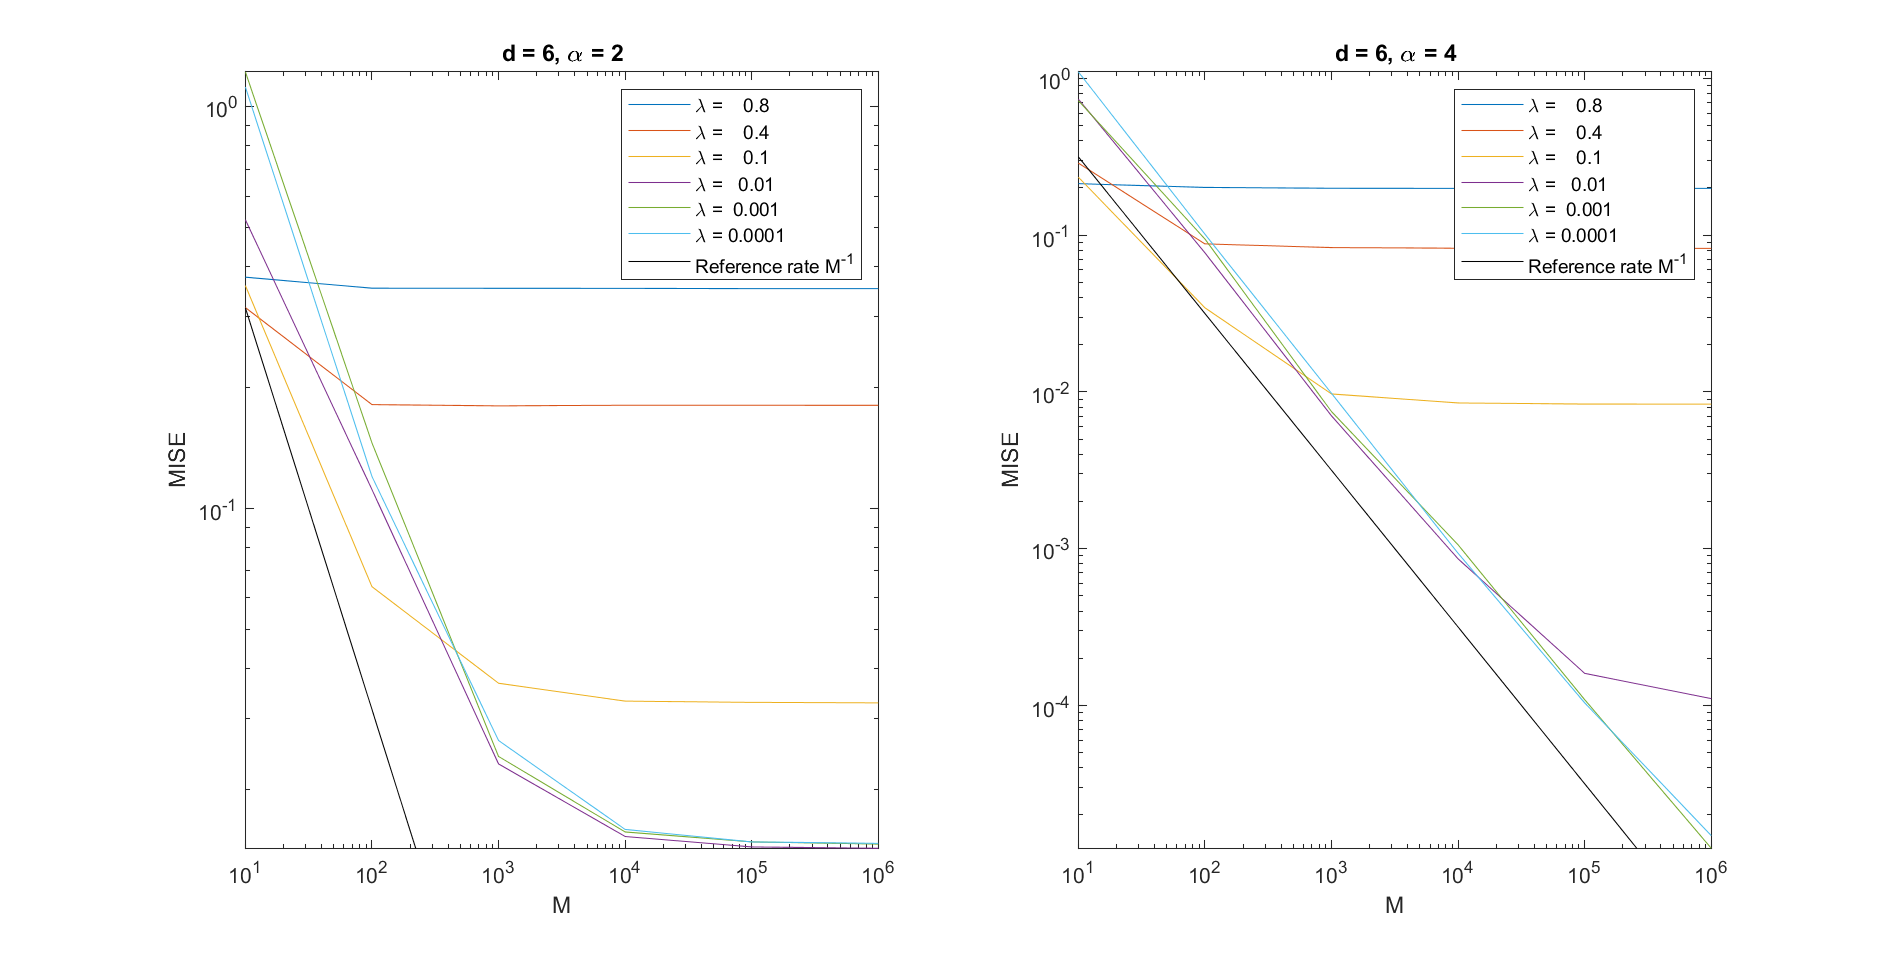 d = 6, α = 2
10^0
10^-1
MISE
λ = 0.8
λ = 0.4
λ = 0.1
λ = 0.01
λ = 0.001
λ = 0.0001
Reference rate M^-1
10^1 10^2 10^3 10^4 10^5 10^6
M
d = 6, α = 4
10^0
10^-1
10^-2
10^-3
10^-4
MISE
λ = 0.8
λ = 0.4
λ = 0.1
λ = 0.01
λ = 0.001
λ = 0.0001
Reference rate M^-1
10^1 10^2 10^3 10^4 10^5 10^6
M